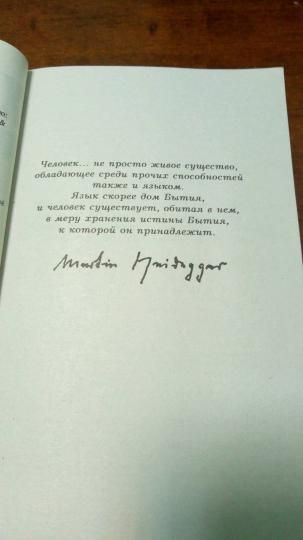 Человек... не просто живое существо,
обладающее среди прочих способностей
также и языком.
Язык скорее дом Бытия,
и человек существует, обитая в нем,
в меру хранения истины Бытия,
к которой он принадлежит.
Martin Heidegger